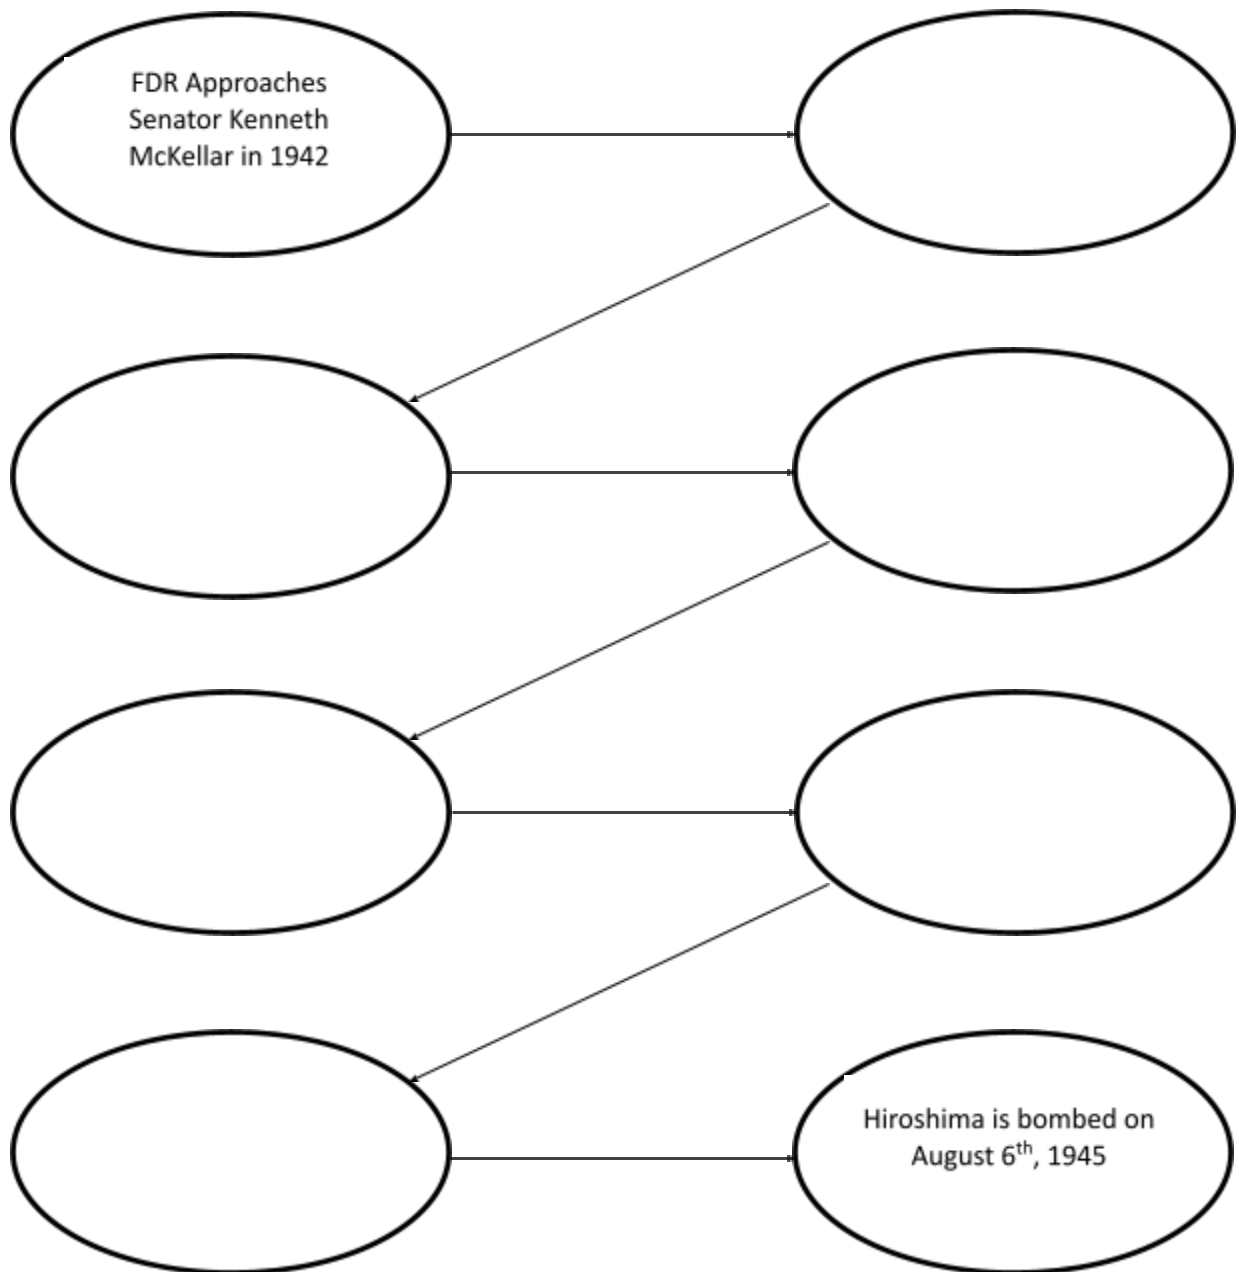 FDR Approaches
Senator Kenneth
McKellar in 1942
Hiroshima is bombed on
August 6th, 1945